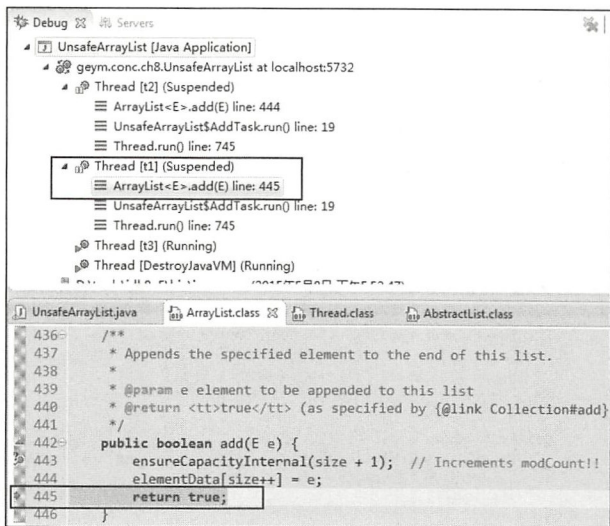 Debug Servers
UnsafeArrayList [Java Application]
geym.conc.ch8.UnsafeArrayList at localhost:5732
Thread [t2] (Suspended)
ArrayList<E>.add(E) line: 444
UnsafeArrayList$AddTask.run() line: 19
Thread.run() line: 745
Thread [t1] (Suspended)
ArrayList<E>.add(E) line: 445
UnsafeArrayList$AddTask.run() line: 19
Thread.run() line: 745
Thread [t3] (Running)
Thread [DestroyJavaVM] (Running)
UnsafeArrayList.java ArrayList.class Thread.class AbstractList.class
436 /**
437 * Appends the specified element to the end of this list.
438 *
439 * @param e element to be appended to this list
440 * @return <tt>true</tt> (as specified by {@link Collection#add}
441 */
442 public boolean add(E e) {
443 ensureCapacityInternal(size + 1); // Increments modCount!!
444 elementData[size++] = e;
445 return true;
446 }